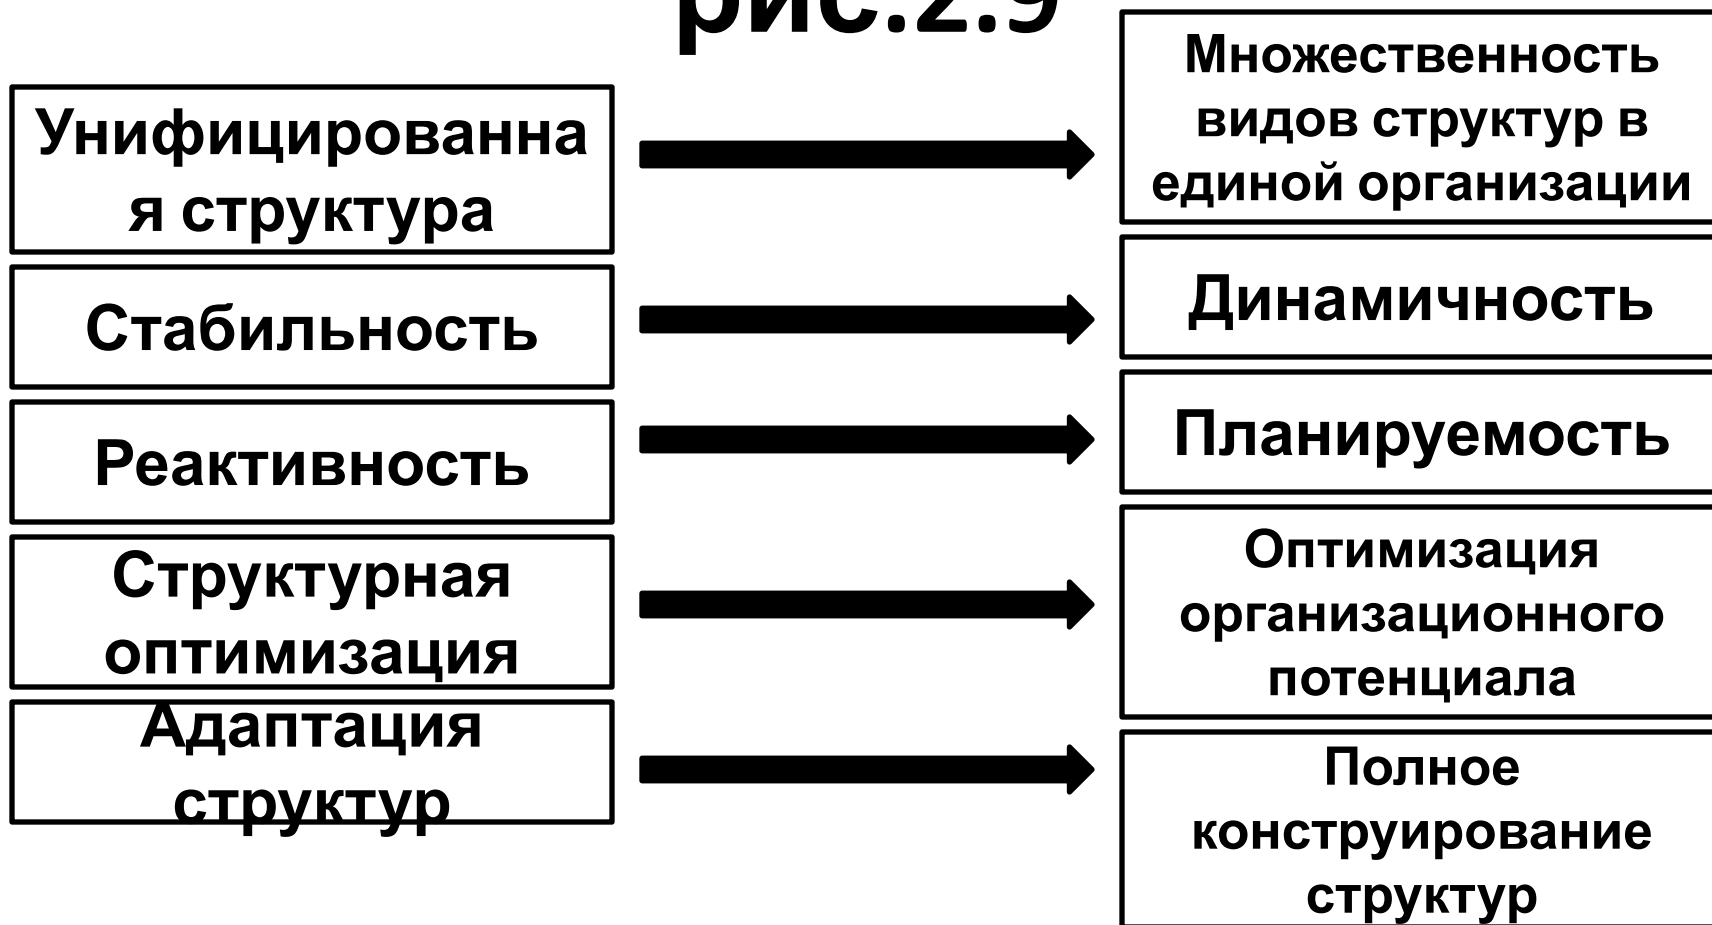 рис.2.9
Унифицированна
я структура
Стабильность
Реактивность
Структурная
оптимизация
Адаптация
структур
Множественность
видов структур в
единой организации
Динамичность
Планируемость
Оптимизация
организационного
потенциала
Полное
конструирование
структур